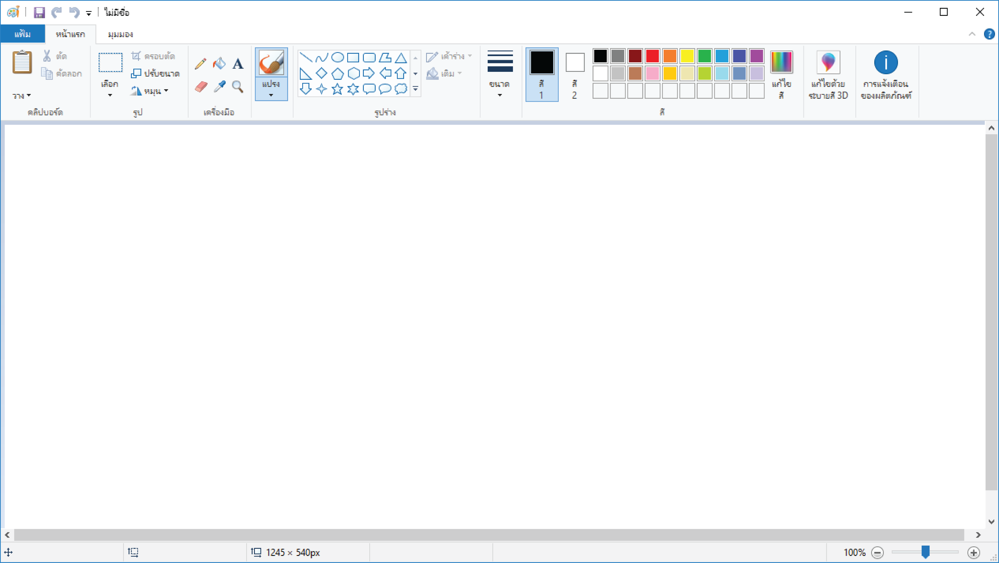 ไม่มีชื่อ
แฟ้ม หน้าแรก มุมมอง
ตัด
คัดลอก
วาง
คลิปบอร์ด
เลือก
ครอบตัด
ปรับขนาด
หมุน
รูป
A
เครื่องมือ
แปรง
เค้าร่าง
เติม
รูปร่าง
ขนาด
สี
1
สี
2
แก้ไข
สี
สี
แก้ไขด้วย
ระบายสี 3D
การแจ้งเตือน
ของผลิตภัณฑ์
1245 × 540px
100%